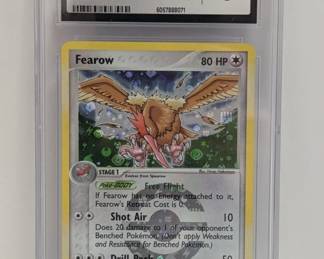 6057888071
Fearow 80 HP
STAGE 1
Evolves from Spearow
POKé-BODY Free Flight
If Fearow has no Energy attached to it,
Fearow's Retreat Cost is 0.
Shot Air 10
Does 20 damage to 1 of your opponent's
Benched Pokémon. (Don't apply Weakness
and Resistance for Benched Pokémon.)
Drill Peck 50